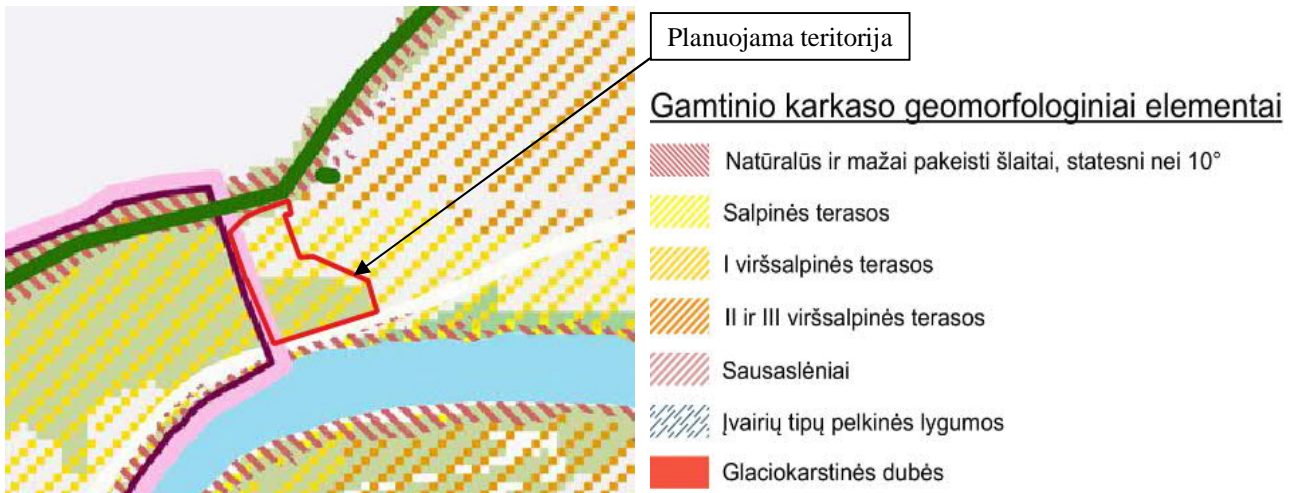 Planuojama teritorija
Gamtinio karkaso geomorfologiniai elementai
Natūralūs ir mažai pakeisti šlaitai, statesni nei 10°
Salpinės terasos
I viršsalpinės terasos
II ir III viršsalpinės terasos
Sausaslėniai
Įvairių tipų pelkinės lygumos
Glaciokarstinės dubės